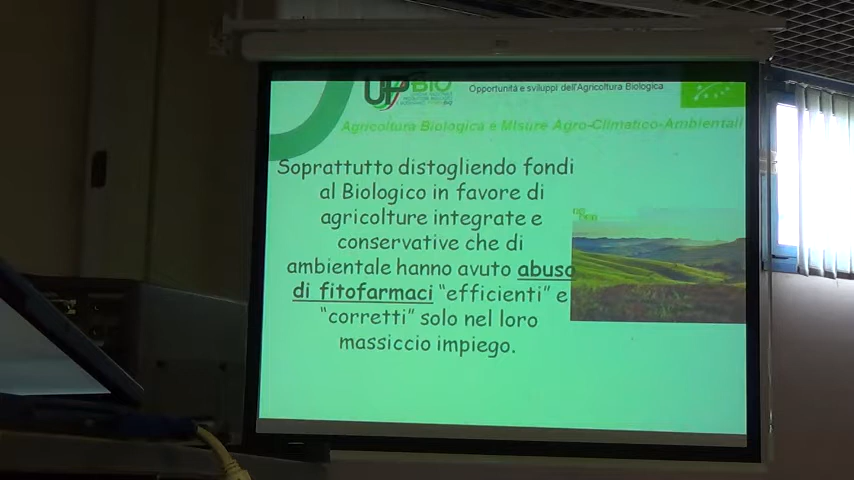 UPBIO
Opportunità e sviluppi dell'Agricoltura Biologica
Agricoltura Biologica e Misure Agro-Climatico-Ambientali
Soprattutto distogliendo fondi
al Biologico in favore di
agricolture integrate e
conservative che di
ambientale hanno avuto abuso
di fitofarmaci "efficienti" e
"corretti" solo nel loro
massiccio impiego.